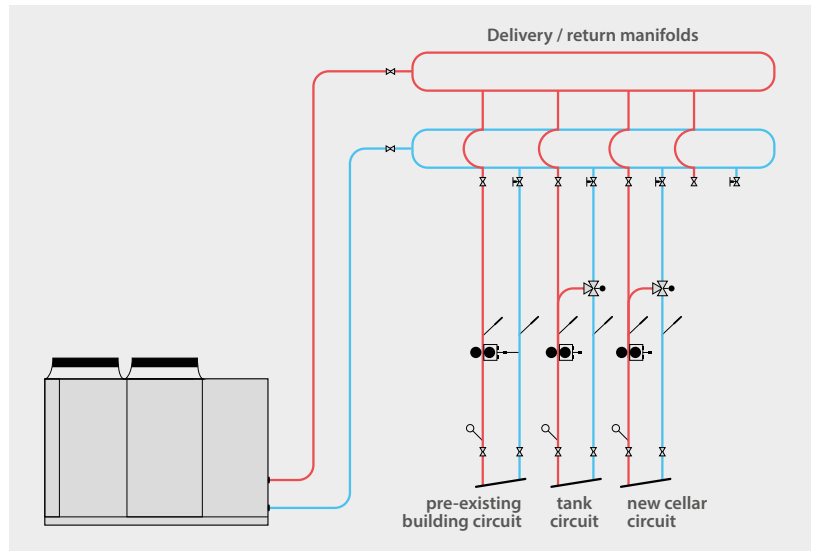 Delivery / return manifolds
pre-existing
building circuit
tank
circuit
new cellar
circuit